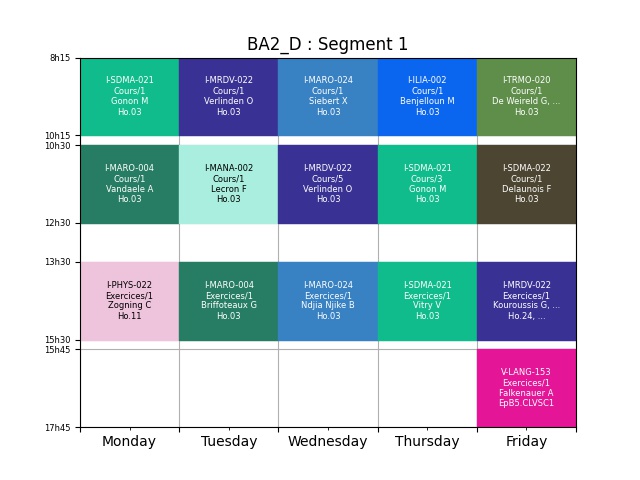 BA2_D : Segment 1
8h15
I-SDMA-021
Cours/1
Gonon M
Ho.03
I-MRDV-022
Cours/1
Verlinden O
Ho.03
I-MARO-024
Cours/1
Siebert X
Ho.03
I-ILIA-002
Cours/1
Benjelloun M
Ho.03
I-TRMO-020
Cours/1
De Weireld G, ...
Ho.03
10h15
10h30
I-MARO-004
Cours/1
Vandaele A
Ho.03
I-MANA-002
Cours/1
Lecron F
Ho.03
I-MRDV-022
Cours/5
Verlinden O
Ho.03
I-SDMA-021
Cours/3
Gonon M
Ho.03
I-SDMA-022
Cours/1
Delaunois F
Ho.03
12h30
13h30
I-PHYS-022
Exercices/1
Zogning C
Ho.11
I-MARO-004
Exercices/1
Briffoteaux G
Ho.03
I-MARO-024
Exercices/1
Ndjia Njike B
Ho.03
I-SDMA-021
Exercices/1
Vitry V
Ho.03
I-MRDV-022
Exercices/1
Kouroussis G, ...
Ho.24, ...
15h30
15h45
V-LANG-153
Exercices/1
Falkenauer A
EpB5.CLVSC1
17h45
Monday
Tuesday
Wednesday
Thursday
Friday